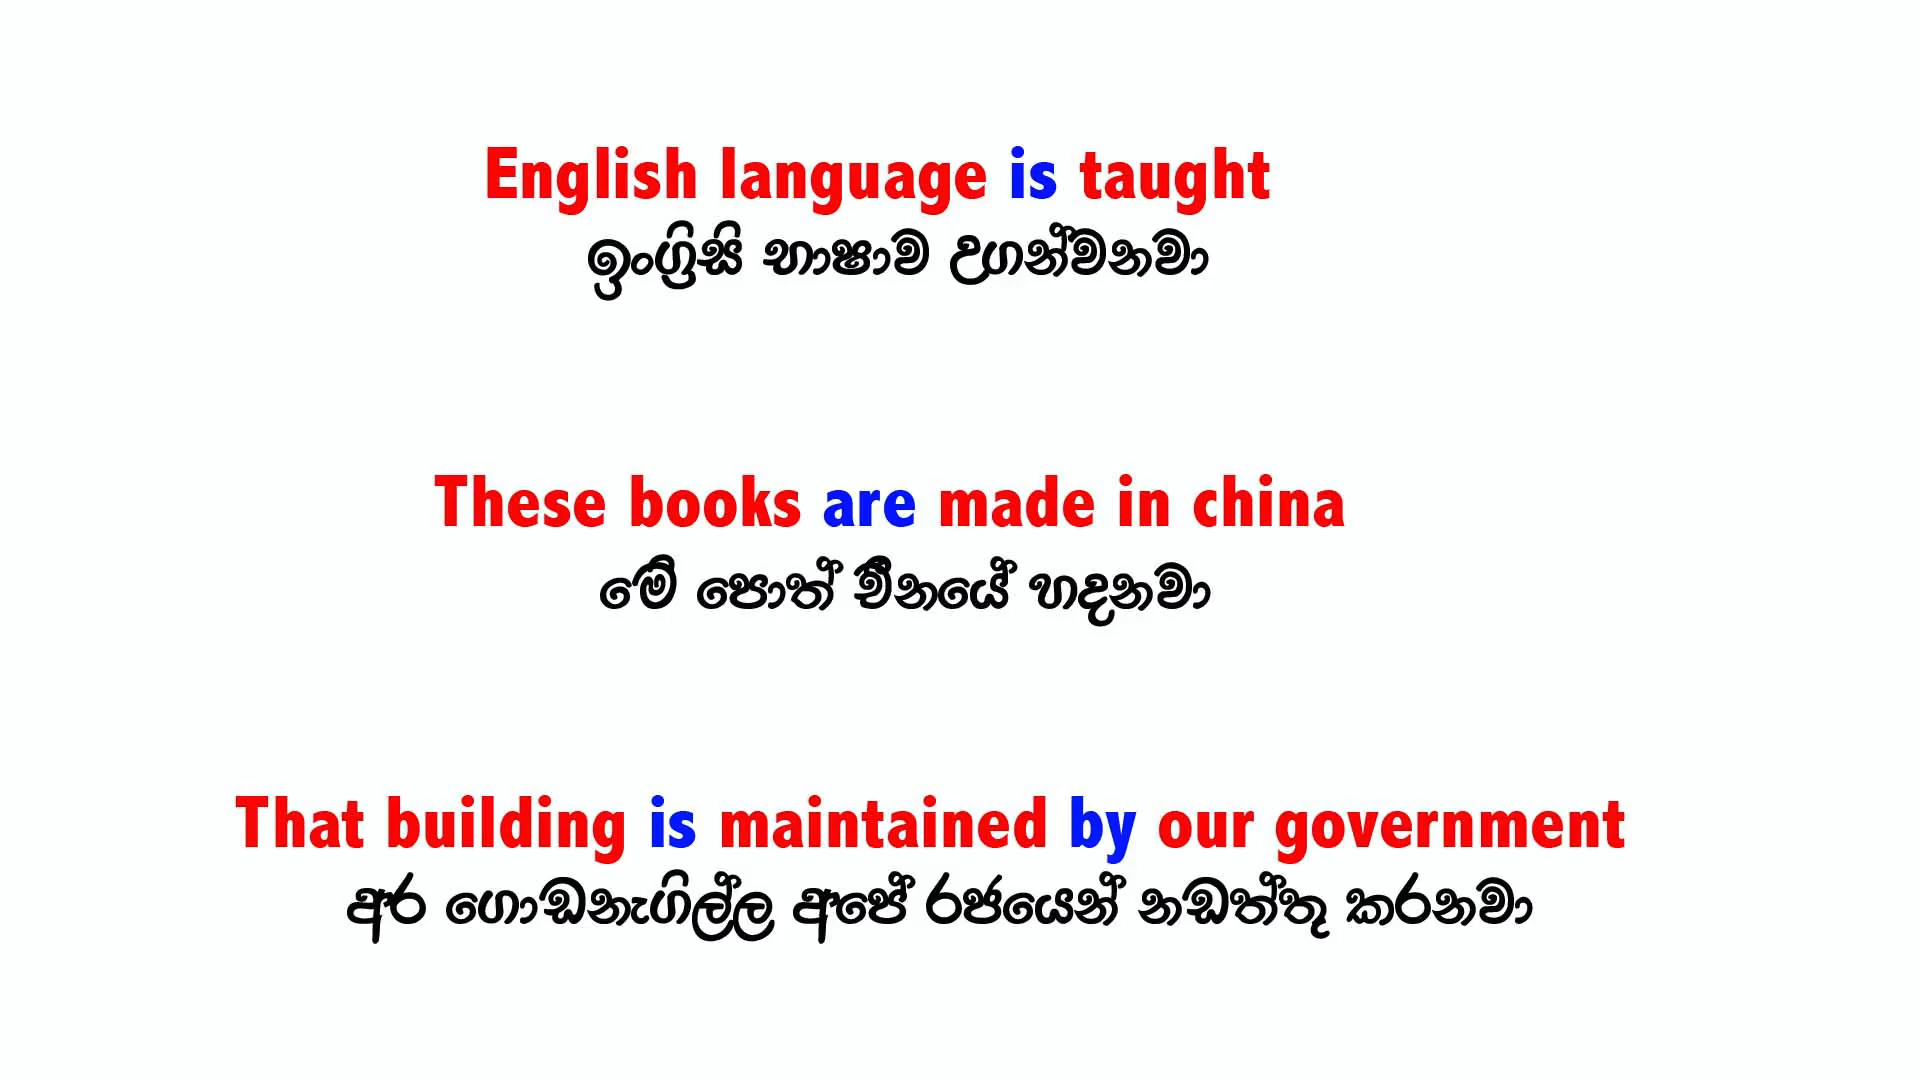 English language is taught
ඉංග්‍රිසි භාෂාව උගන්වනවා
These books are made in china
මේ පොත් චීනයේ හදනවා
That building is maintained by our government
අර ගොඩනැගිල්ල අපේ රජයෙන් නඩත්තූ කරනවා